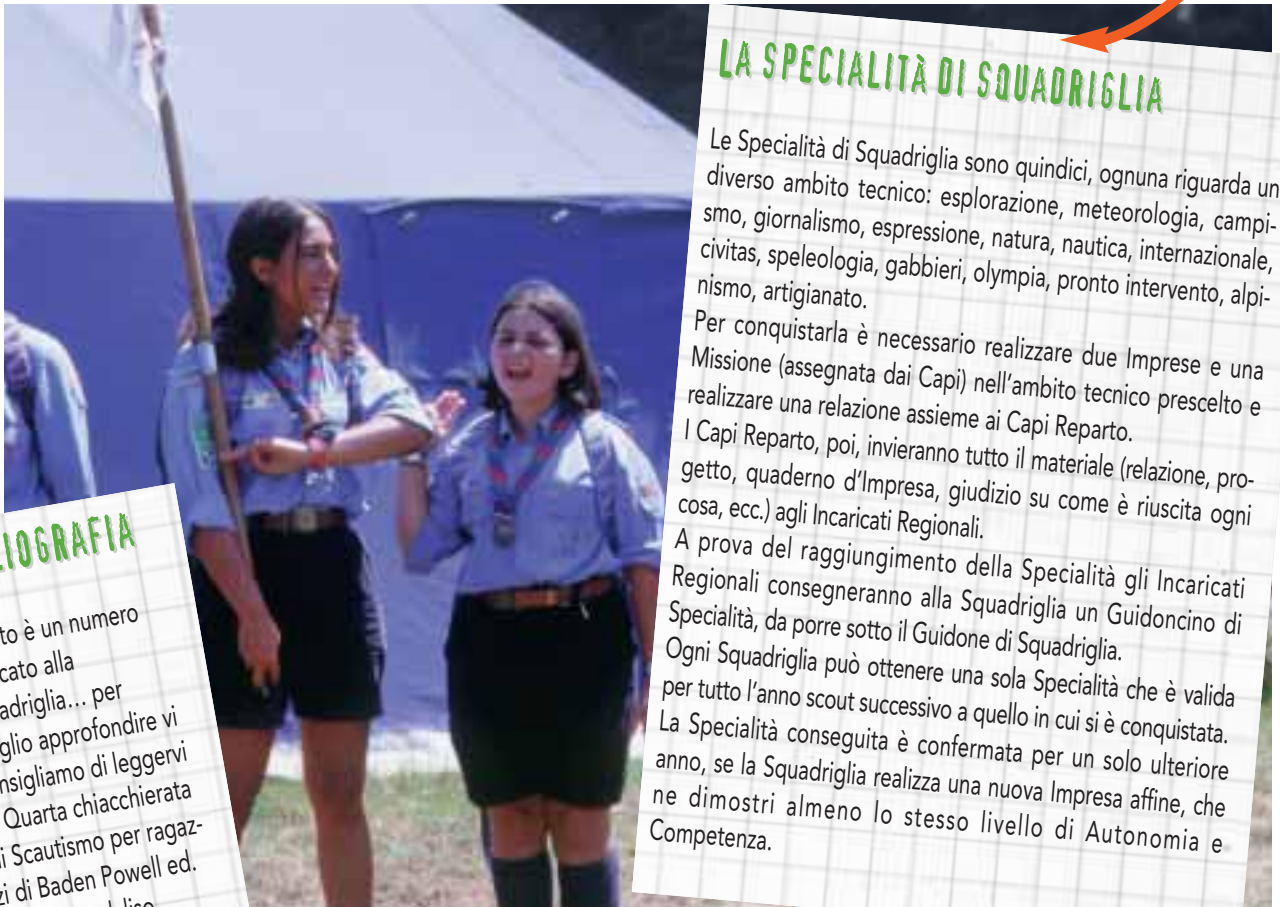 LA SPECIALITÀ DI SQUADRIGLIA
Le Specialità di Squadriglia sono quindici, ognuna riguarda un
diverso ambito tecnico: esplorazione, meteorologia, campi-
smo, giornalismo, espressione, natura, nautica, internazionale,
civitas, speleologia, gabbieri, olympia, pronto intervento, alpi-
nismo, artigianato.
Per conquistarla è necessario realizzare due Imprese e una
Missione (assegnata dai Capi) nell'ambito tecnico prescelto e
realizzare una relazione assieme ai Capi Reparto.
I Capi Reparto, poi, invieranno tutto il materiale (relazione, pro-
getto, quaderno d'Impresa, giudizio su come è riuscita ogni
cosa, ecc.) agli Incaricati Regionali.
A prova del raggiungimento della Specialità gli Incaricati
Regionali consegneranno alla Squadriglia un Guidoncino di
Specialità, da porre sotto il Guidone di Squadriglia.
Ogni Squadriglia può ottenere una sola Specialità che è valida
per tutto l'anno scout successivo a quello in cui si è conquistata.
La Specialità conseguita è confermata per un solo ulteriore
anno, se la Squadriglia realizza una nuova Impresa affine, che
ne dimostri almeno lo stesso livello di Autonomia e
Competenza.
LIOGRAFIA
to è un numero
cato alla
adriglia... per
glio approfondire vi
nsigliamo di leggervi
Quarta chiacchierata
i Scautismo per ragaz-
zi di Baden Powell ed.